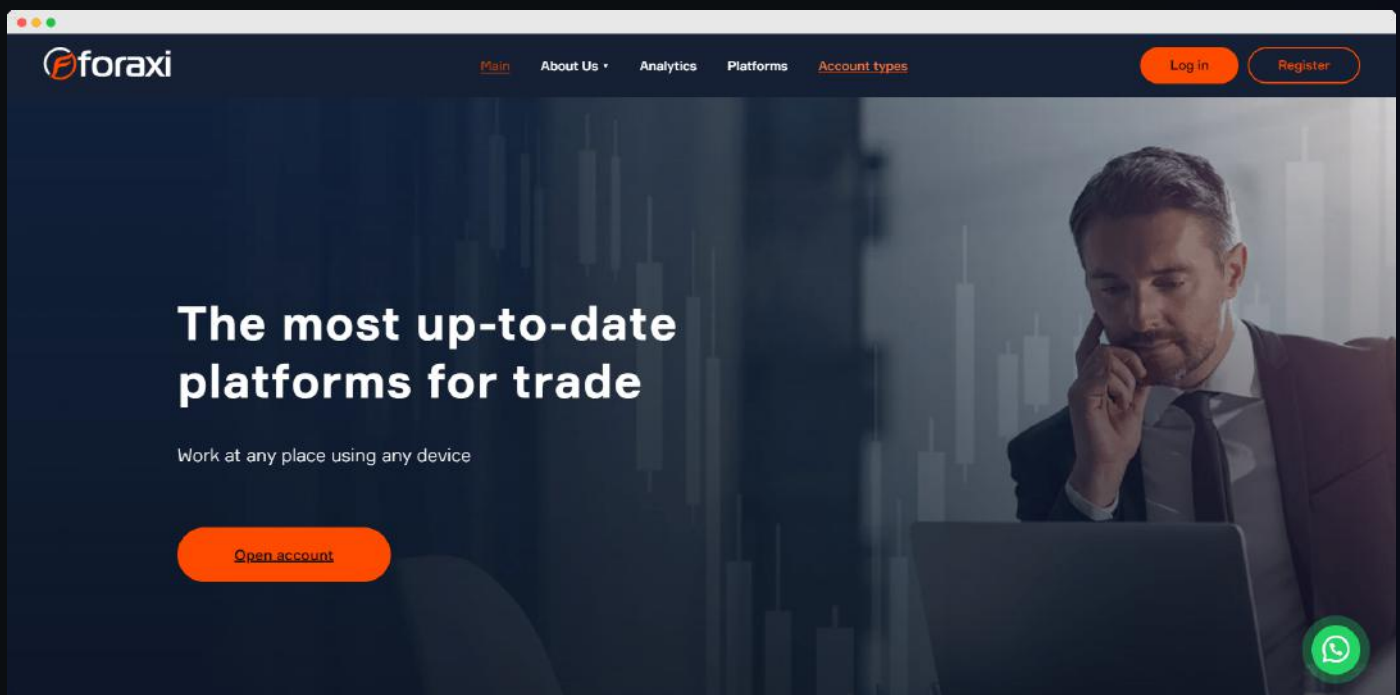 foraxi
Main About Us Analytics Platforms Account types Log in Register
The most up-to-date
platforms for trade
Work at any place using any device
Open account